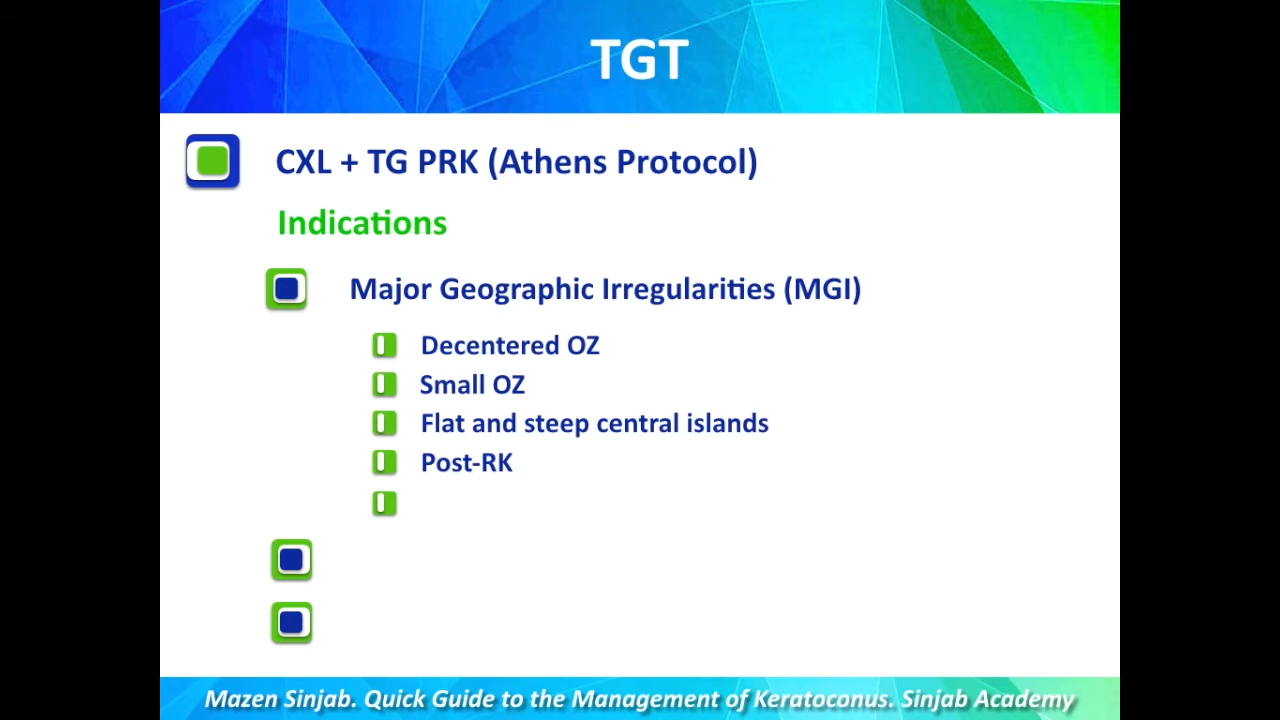 TGT
CXL + TG PRK (Athens Protocol)
Indications
Major Geographic Irregularities (MGI)
Decentered OZ
Small OZ
Flat and steep central islands
Post-RK
Mazen Sinjab. Quick Guide to the Management of Keratoconus. Sinjab Academy